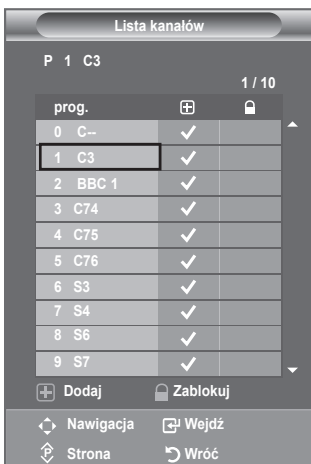 Lista kanałów
P 1 C3
1 / 10
prog.
0 C--
1 C3
2 BBC 1
3 C74
4 C75
5 C76
6 S3
7 S4
8 S6
9 S7
Dodaj Zablokuj
Nawigacja Wejdź
P Strona Wróć